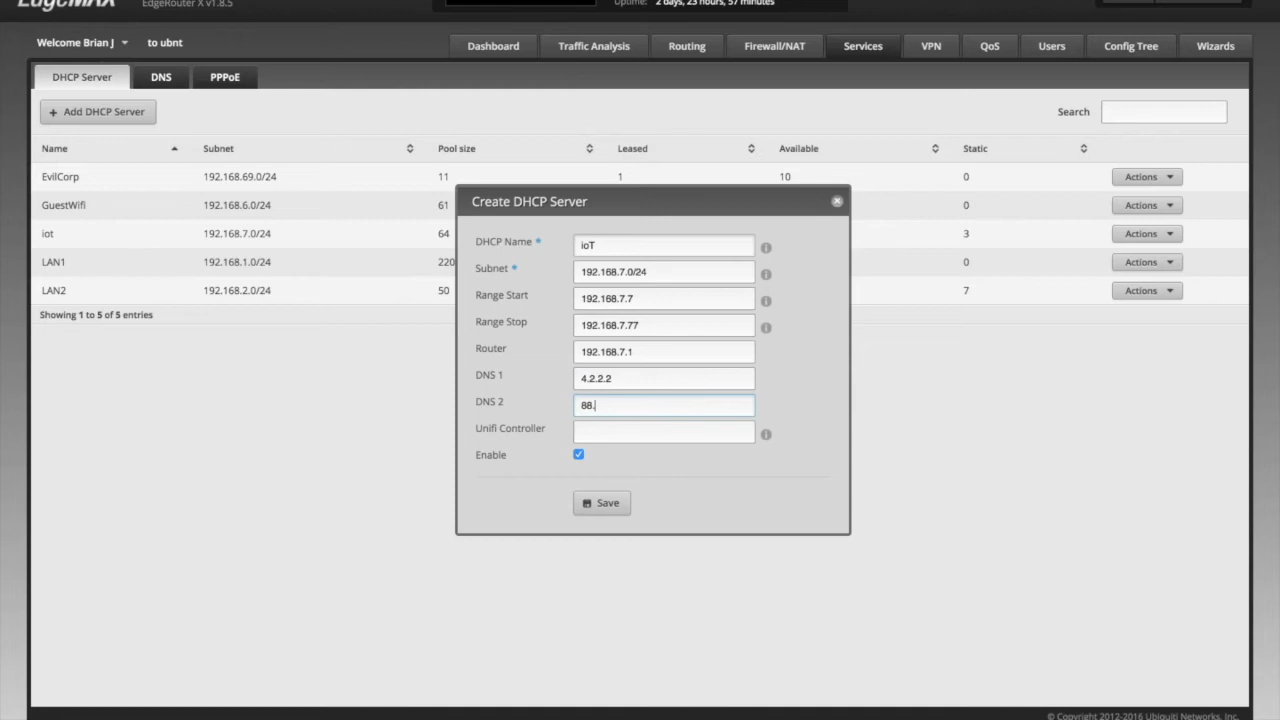 EdgeMAX EdgeRouter X v1.8.5 Uptime: 2 days, 23 hours, 57 minutes
Welcome Brian J to ubnt
Dashboard Traffic Analysis Routing Firewall/NAT Services VPN QoS Users Config Tree Wizards
DHCP Server DNS PPPoE
+ Add DHCP Server Search
Name Subnet Pool size Leased Available Static
EvilCorp 192.168.69.0/24 11 1 10 0 Actions
GuestWifi 192.168.6.0/24 61 0 Actions
iot 192.168.7.0/24 64 3 Actions
LAN1 192.168.1.0/24 220 0 Actions
LAN2 192.168.2.0/24 50 7 Actions
Showing 1 to 5 of 5 entries
Create DHCP Server
DHCP Name * ioT
Subnet * 192.168.7.0/24
Range Start 192.168.7.7
Range Stop 192.168.7.77
Router 192.168.7.1
DNS 1 4.2.2.2
DNS 2 88.
Unifi Controller
Enable
Save
© Copyright 2012-2016 Ubiquiti Networks, Inc.